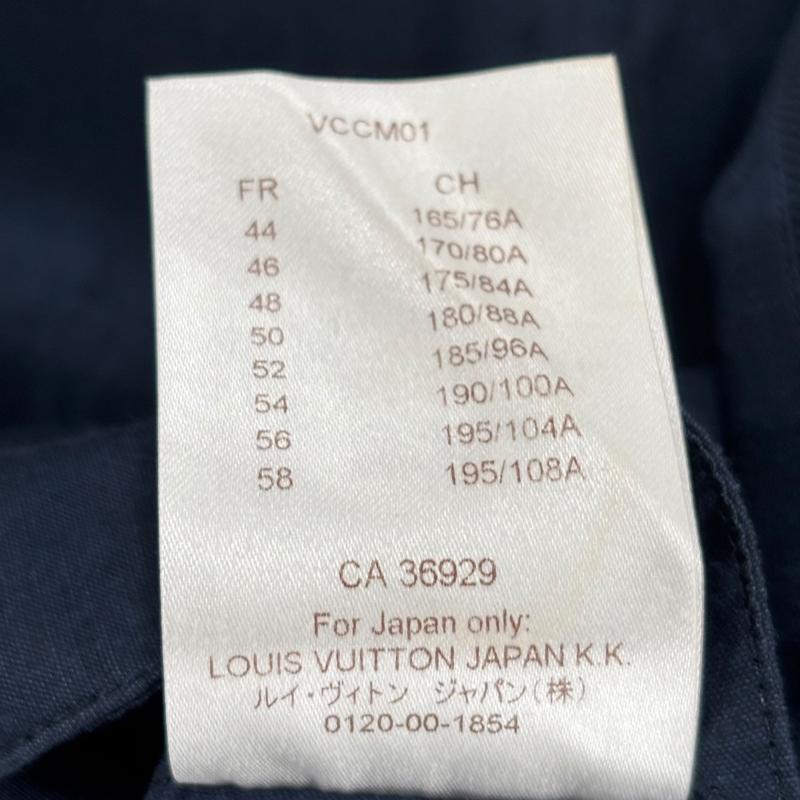 VCCM01
FR CH
44 165/76A
46 170/80A
48 175/84A
50 180/88A
52 185/96A
54 190/100A
56 195/104A
58 195/108A
CA 36929
For Japan only:
LOUIS VUITTON JAPAN K.K.
ルイ・ヴィトン ジャパン(株)
0120-00-1854